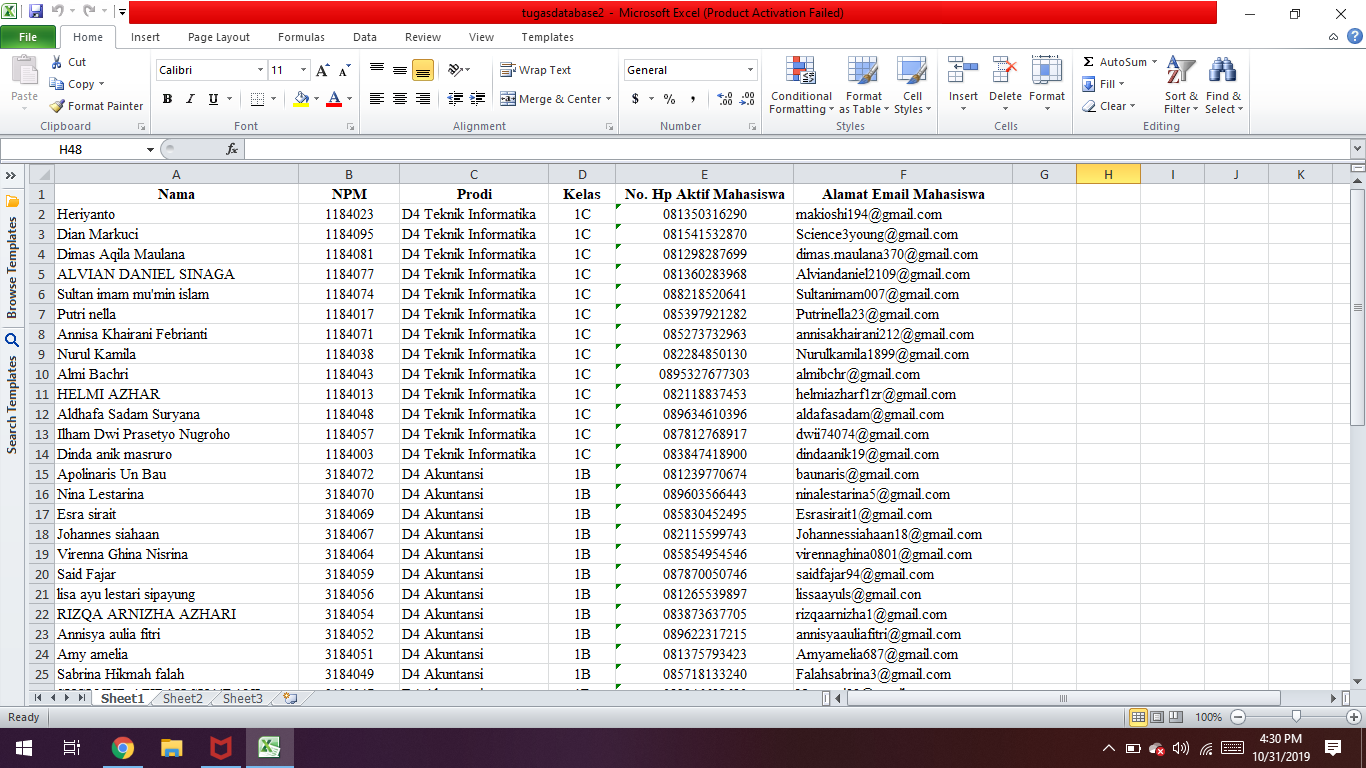 tugasdatabase2 - Microsoft Excel (Product Activation Failed)
File Home Insert Page Layout Formulas Data Review View Templates
Paste Cut Copy Format Painter Clipboard
Calibri 11 B I U Font
Wrap Text Merge & Center Alignment
General $ % , Number
Conditional Formatting Format as Table Cell Styles Styles
Insert Delete Format Cells
AutoSum Fill Clear Sort & Filter Find & Select Editing
H48 fx
A B C D E F G H I J K
1 Nama NPM Prodi Kelas No. Hp Aktif Mahasiswa Alamat Email Mahasiswa
2 Heriyanto 1184023 D4 Teknik Informatika 1C 081350316290 makioshi194@gmail.com
3 Dian Markuci 1184095 D4 Teknik Informatika 1C 081541532870 Science3young@gmail.com
4 Dimas Aqila Maulana 1184081 D4 Teknik Informatika 1C 081298287699 dimas.maulana370@gmail.com
5 ALVIAN DANIEL SINAGA 1184077 D4 Teknik Informatika 1C 081360283968 Alviandaniel2109@gmail.com
6 Sultan imam mu'min islam 1184074 D4 Teknik Informatika 1C 088218520641 Sultanimam007@gmail.com
7 Putri nella 1184017 D4 Teknik Informatika 1C 085397921282 Putrinella23@gmail.com
8 Annisa Khairani Febrianti 1184071 D4 Teknik Informatika 1C 085273732963 annisakhairani212@gmail.com
9 Nurul Kamila 1184038 D4 Teknik Informatika 1C 082284850130 Nurulkamila1899@gmail.com
10 Almi Bachri 1184043 D4 Teknik Informatika 1C 0895327677303 almibchr@gmail.com
11 HELMI AZHAR 1184013 D4 Teknik Informatika 1C 082118837453 helmiazharf1zr@gmail.com
12 Aldhafa Sadam Suryana 1184048 D4 Teknik Informatika 1C 089634610396 aldafasadam@gmail.com
13 Ilham Dwi Prasetyo Nugroho 1184057 D4 Teknik Informatika 1C 087812768917 dwii74074@gmail.com
14 Dinda anik masruro 1184003 D4 Teknik Informatika 1C 083847418900 dindaanik19@gmail.com
15 Apolinaris Un Bau 3184072 D4 Akuntansi 1B 081239770674 baunaris@gmail.com
16 Nina Lestarina 3184070 D4 Akuntansi 1B 089603566443 ninalestarina5@gmail.com
17 Esra sirait 3184069 D4 Akuntansi 1B 085830452495 Esrasirait1@gmail.com
18 Johannes siahaan 3184067 D4 Akuntansi 1B 082115599743 Johannessiahaan18@gmail.com
19 Virenna Ghina Nisrina 3184064 D4 Akuntansi 1B 085854954546 virennaghina0801@gmail.com
20 Said Fajar 3184059 D4 Akuntansi 1B 087870050746 saidfajar94@gmail.com
21 lisa ayu lestari sipayung 3184056 D4 Akuntansi 1B 081265539897 lissaayuls@gmail.con
22 RIZQA ARNIZHA AZHARI 3184054 D4 Akuntansi 1B 083873637705 rizqaarnizha1@gmail.com
23 Annisya aulia fitri 3184052 D4 Akuntansi 1B 089622317215 annisyaauliafitri@gmail.com
24 Amy amelia 3184051 D4 Akuntansi 1B 081375793423 Amyamelia687@gmail.com
25 Sabrina Hikmah falah 3184049 D4 Akuntansi 1B 085718133240 Falahsabrina3@gmail.com
Browse Templates
Search Templates
Sheet1 Sheet2 Sheet3
Ready 100%
4:30 PM
10/31/2019